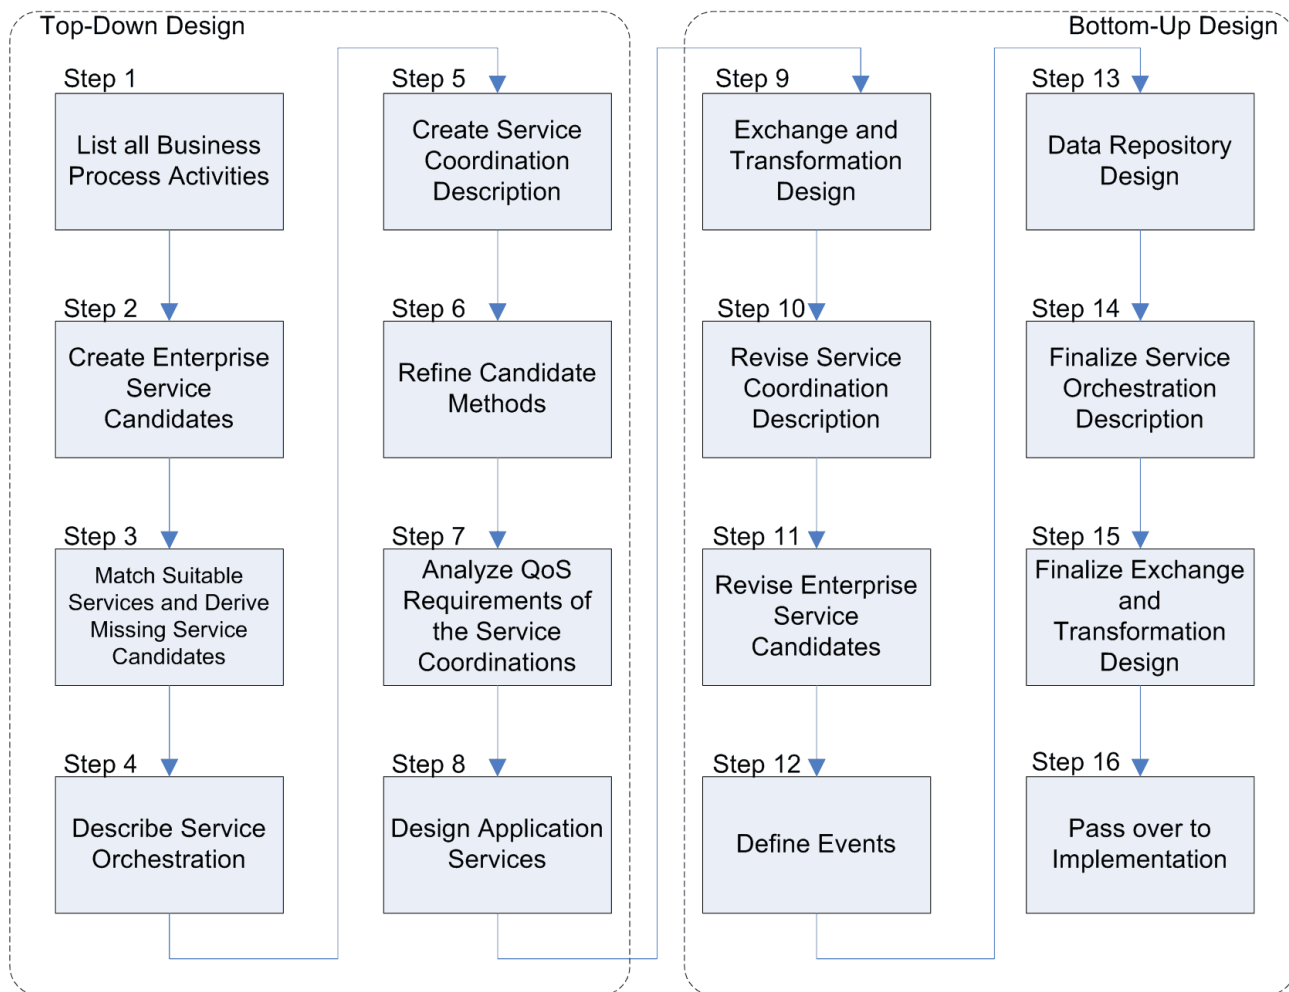 Top-Down Design
Step 1
List all Business
Process Activities
Step 2
Create Enterprise
Service
Candidates
Step 3
Match Suitable
Services and Derive
Missing Service
Candidates
Step 4
Describe Service
Orchestration
Step 5
Create Service
Coordination
Description
Step 6
Refine Candidate
Methods
Step 7
Analyze QoS
Requirements of
the Service
Coordinations
Step 8
Design Application
Services
Bottom-Up Design
Step 9
Exchange and
Transformation
Design
Step 10
Revise Service
Coordination
Description
Step 11
Revise Enterprise
Service
Candidates
Step 12
Define Events
Step 13
Data Repository
Design
Step 14
Finalize Service
Orchestration
Description
Step 15
Finalize Exchange
and
Transformation
Design
Step 16
Pass over to
Implementation